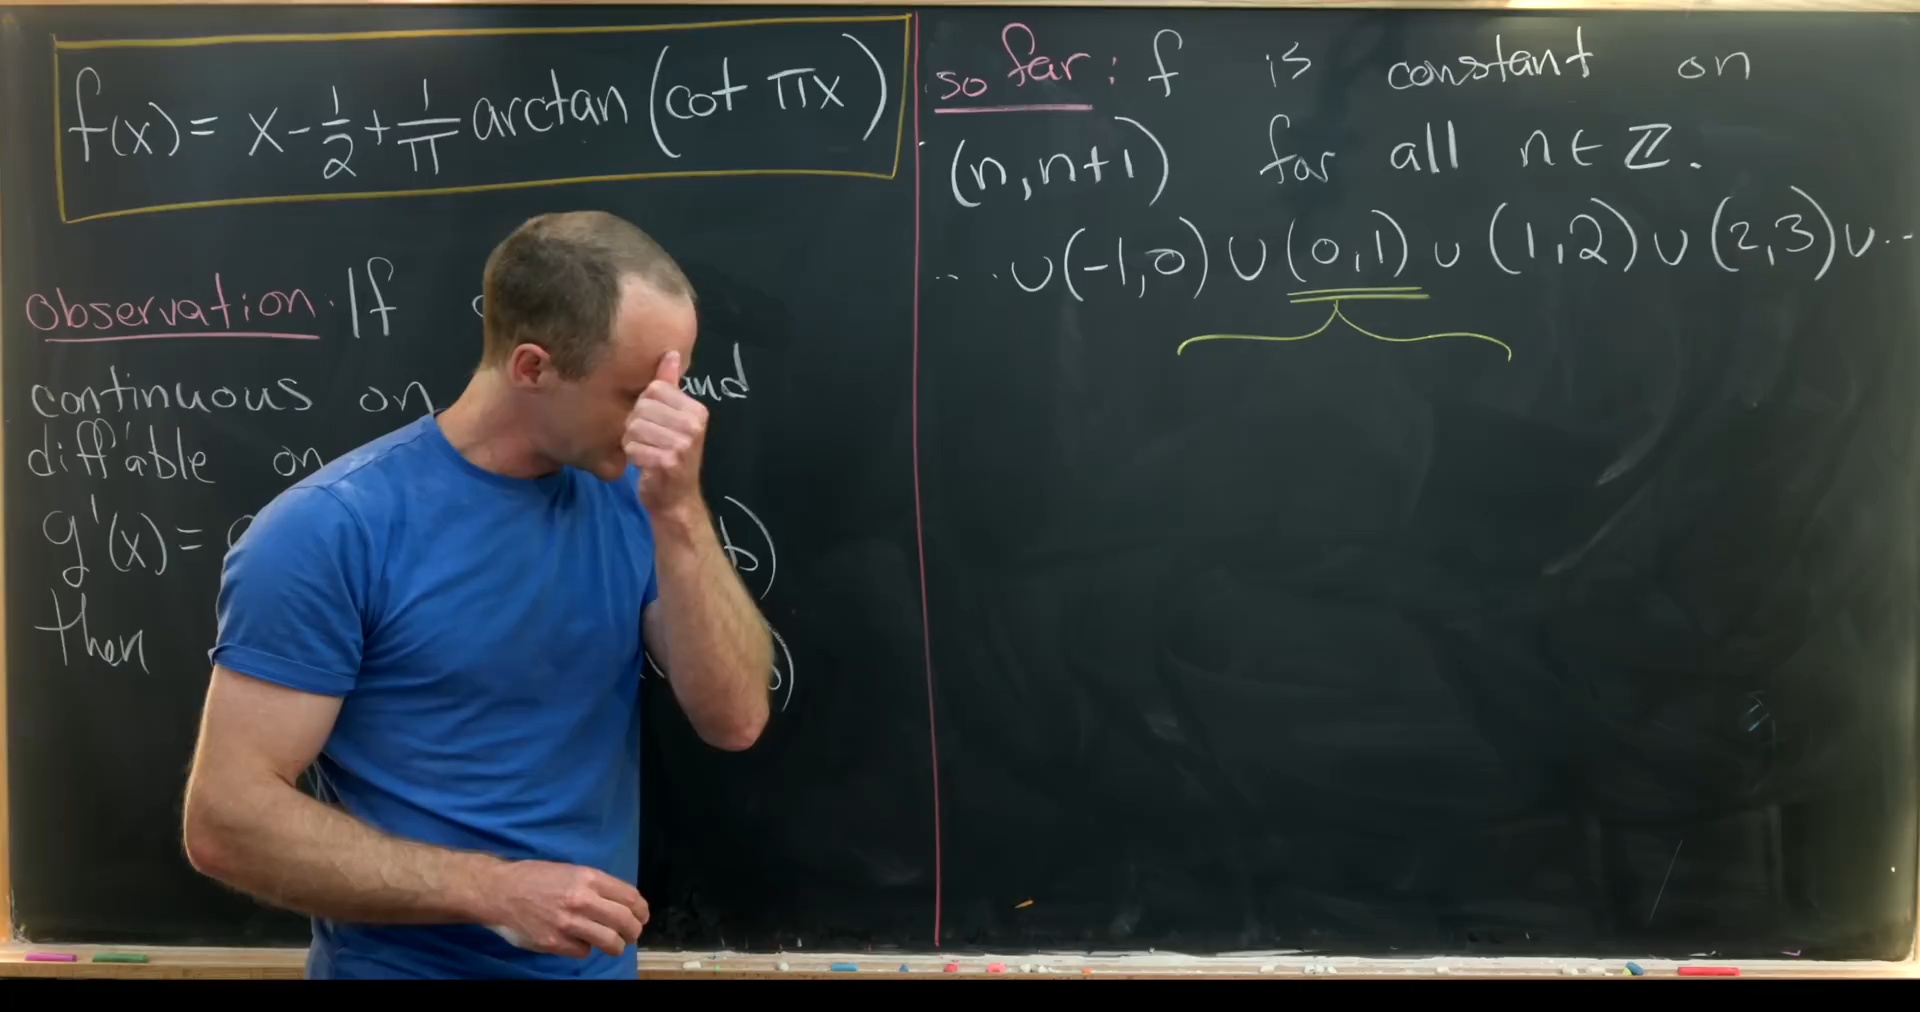 f(x) = x - 1/2 + 1/π arctan (cot πx)
observation: If
continuous on and
diff'able on
g'(x) = b)
then )
so far: f is constant on
(n, n+1) for all n ∈ ℤ.
... ∪ (-1, 0) ∪ (0, 1) ∪ (1, 2) ∪ (2, 3) ∪ ...